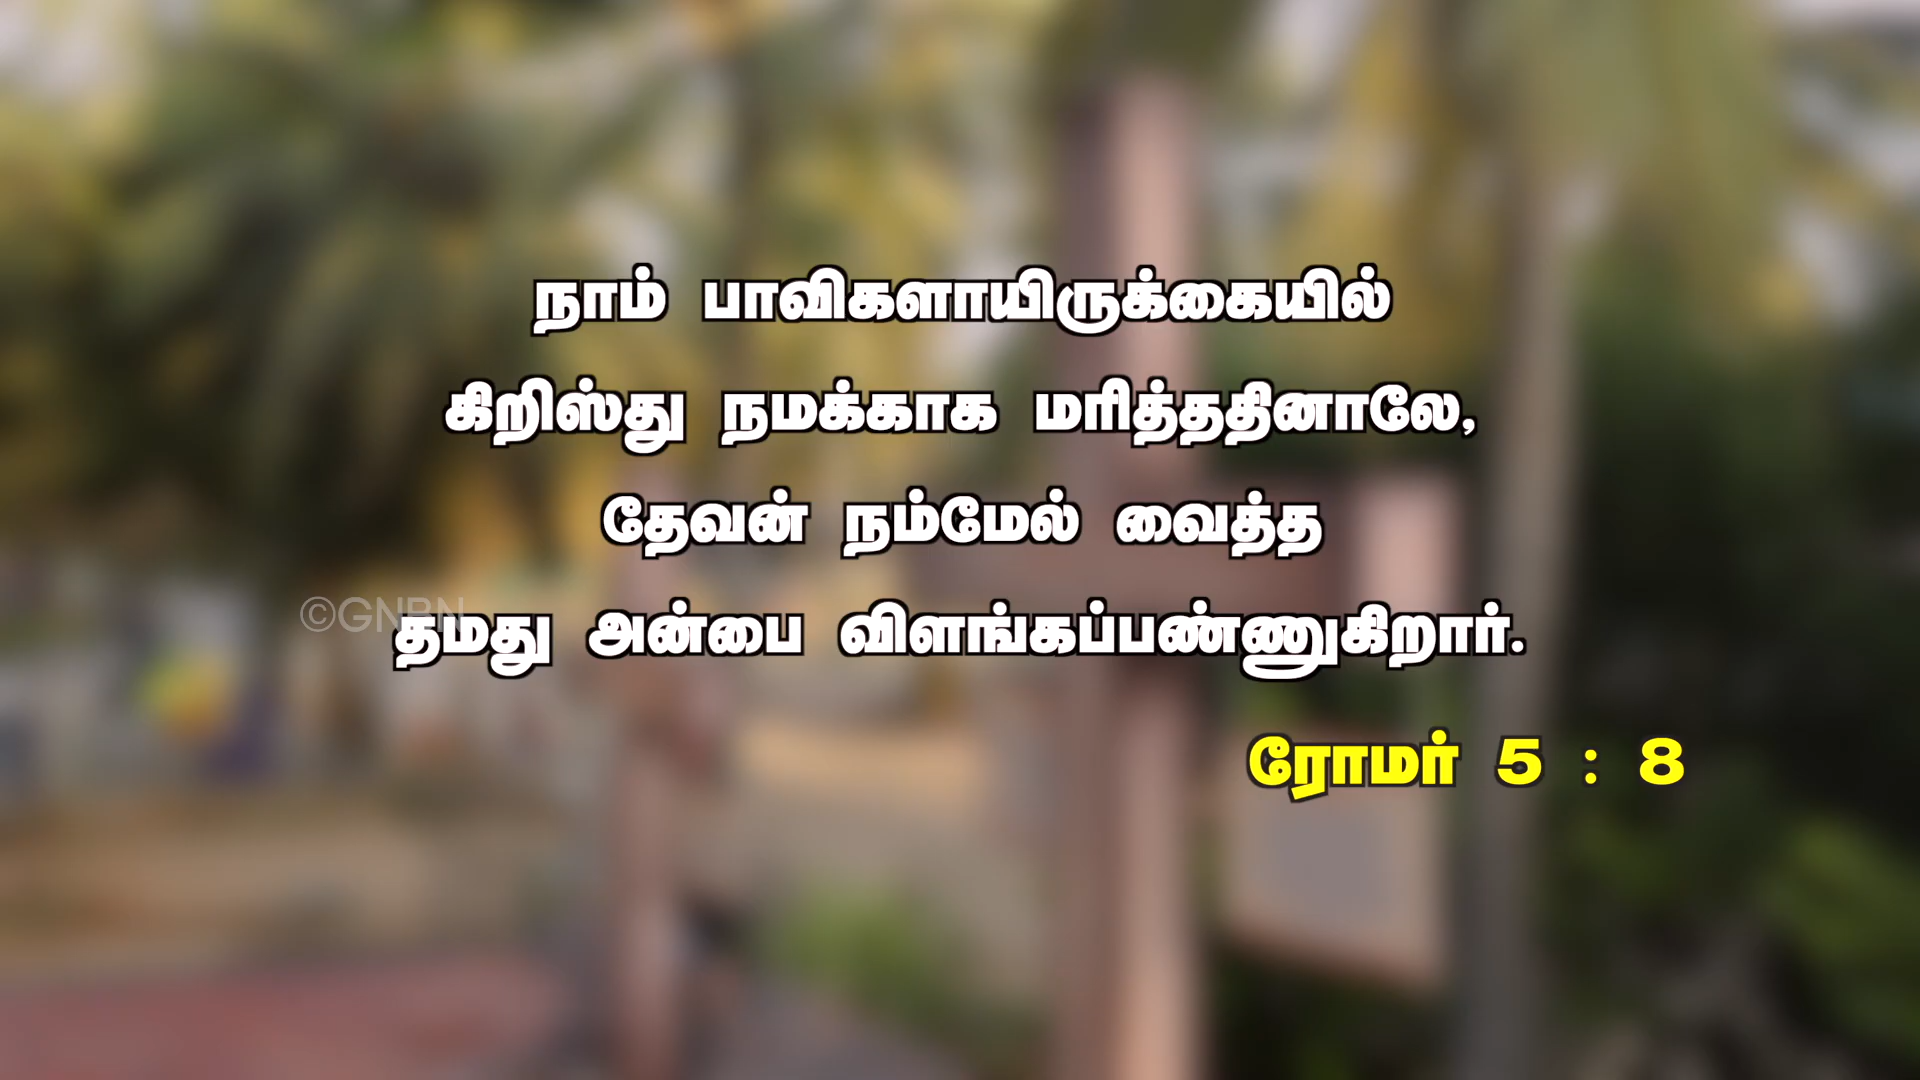 நாம் பாவிகளாயிருக்கையில்
கிறிஸ்து நமக்காக மரித்ததினாலே,
தேவன் நம்மேல் வைத்த
©GNBN
தமது அன்பை விளங்கப்பண்ணுகிறார்.
ரோமர் 5 : 8